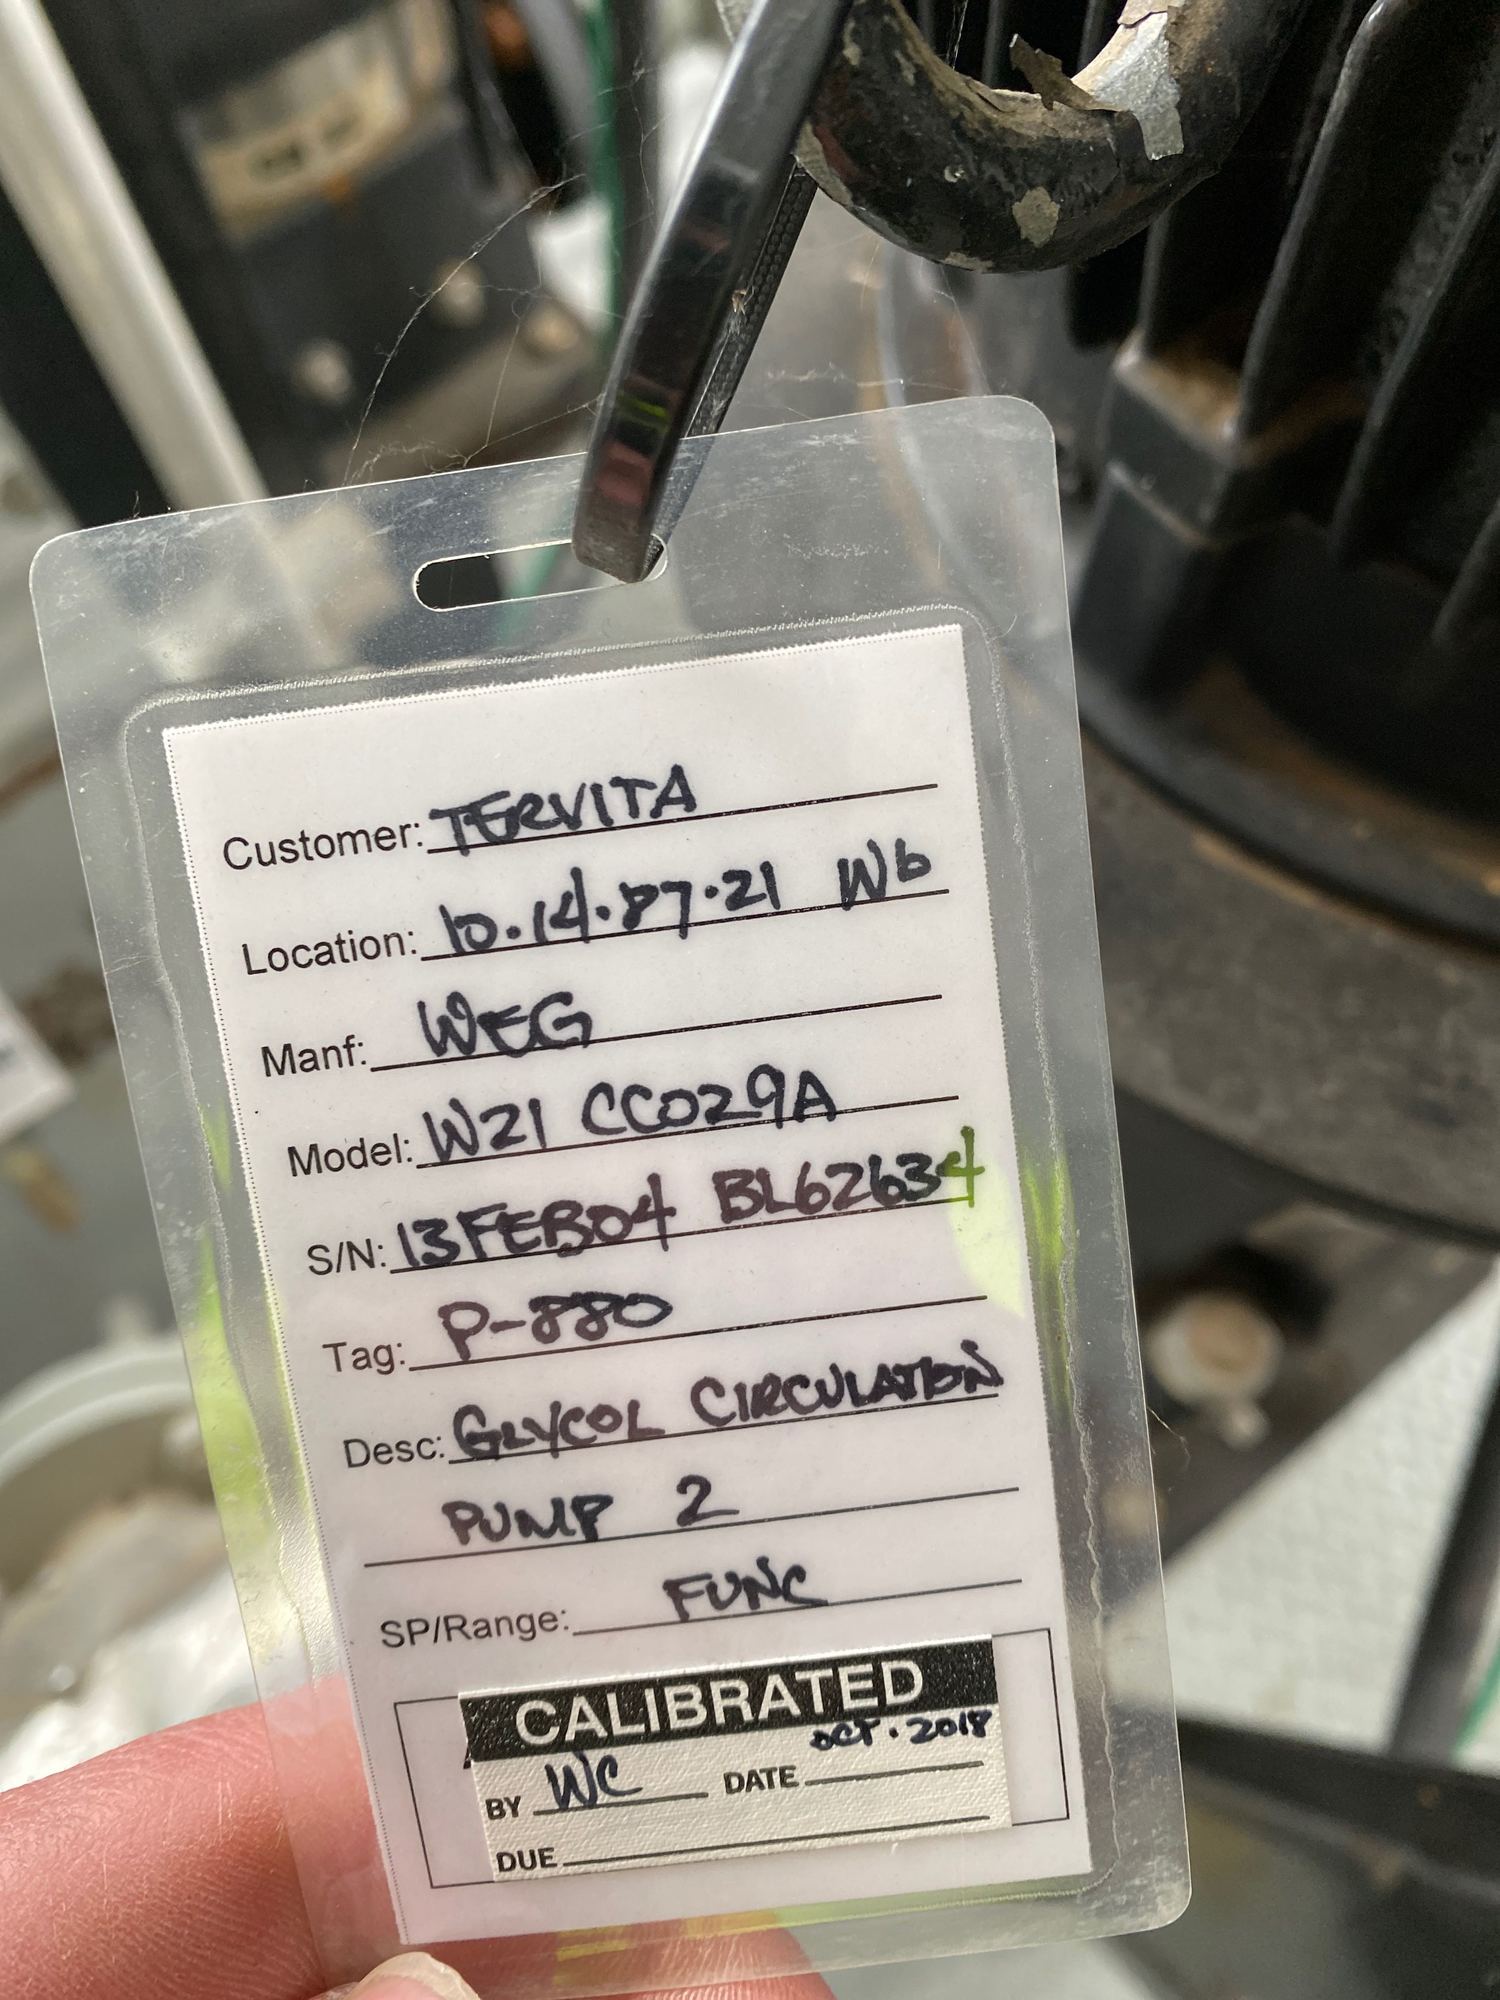 Customer: TERVITA
Location: 10.14.87.21 W6
Manf: WEG
Model: W21 CC029A
S/N: 13FEB04 BL62634
Tag: P-880
Desc: GLYCOL CIRCULATION
PUMP 2
SP/Range: FUNC
CALIBRATED
BY WC DATE OCT. 2018
DUE